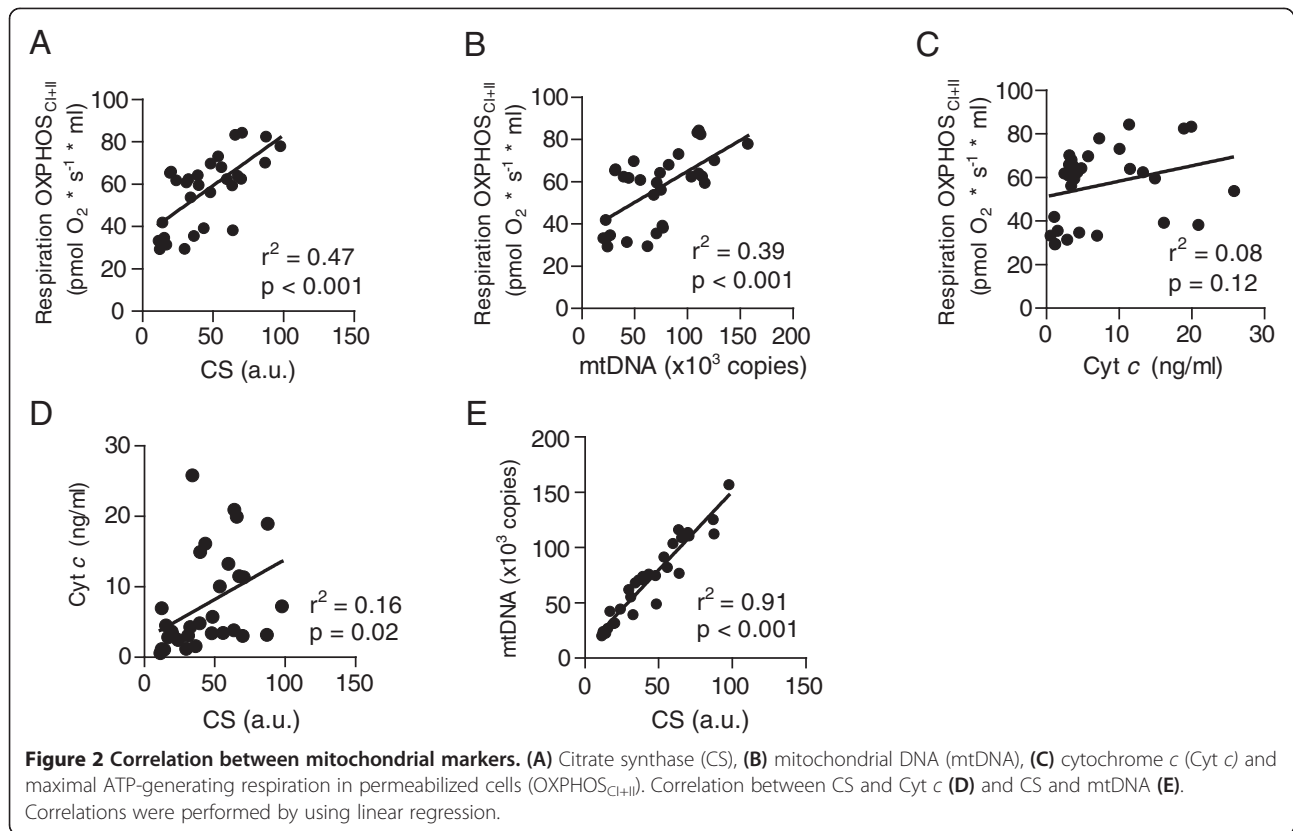 A
Respiration OXPHOS_CI+II
(pmol O₂ * s⁻¹ * ml)
100
80
60
40
20
0
0 50 100 150
CS (a.u.)
r² = 0.47
p < 0.001
B
Respiration OXPHOS_CI+II
(pmol O₂ * s⁻¹ * ml)
100
80
60
40
20
0
0 50 100 150 200
mtDNA (x10³ copies)
r² = 0.39
p < 0.001
C
Respiration OXPHOS_CI+II
(pmol O₂ * s⁻¹ * ml)
100
80
60
40
20
0
0 10 20 30
Cyt c (ng/ml)
r² = 0.08
p = 0.12
D
Cyt c (ng/ml)
30
20
10
0
0 50 100 150
CS (a.u.)
r² = 0.16
p = 0.02
E
mtDNA (x10³ copies)
200
150
100
50
0
0 50 100 150
CS (a.u.)
r² = 0.91
p < 0.001
Figure 2 Correlation between mitochondrial markers. (A) Citrate synthase (CS), (B) mitochondrial DNA (mtDNA), (C) cytochrome c (Cyt c) and
maximal ATP-generating respiration in permeabilized cells (OXPHOS_CI+II). Correlation between CS and Cyt c (D) and CS and mtDNA (E).
Correlations were performed by using linear regression.